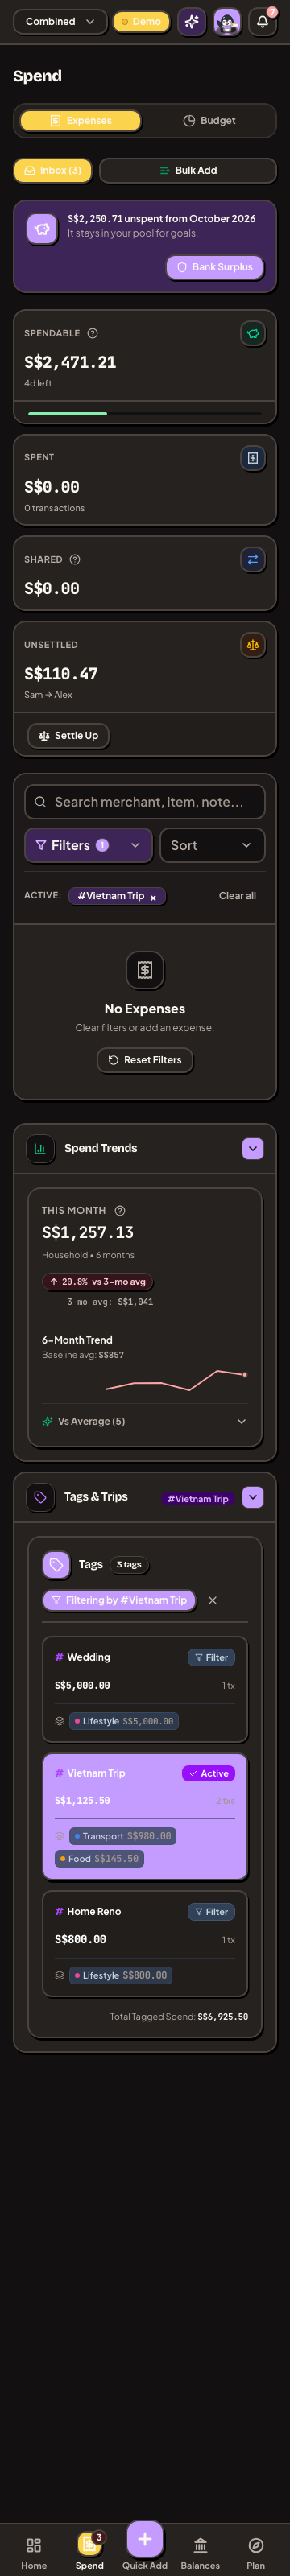 Combined
Demo
7
Spend
Expenses
Budget
Inbox (3)
Bulk Add
S$2,250.71 unspent from October 2026
It stays in your pool for goals.
Bank Surplus
SPENDABLE
S$2,471.21
4d left
SPENT
S$0.00
0 transactions
SHARED
S$0.00
UNSETTLED
S$110.47
Sam → Alex
Settle Up
Search merchant, item, note...
Filters 1
Sort
ACTIVE: #Vietnam Trip x
Clear all
No Expenses
Clear filters or add an expense.
Reset Filters
Spend Trends
THIS MONTH
S$1,257.13
Household • 6 months
↑ 20.8% vs 3-mo avg
3-mo avg: S$1,041
6-Month Trend
Baseline avg: S$857
Vs Average (5)
Tags & Trips
#Vietnam Trip
Tags 3 tags
Filtering by #Vietnam Trip
# Wedding
Filter
S$5,000.00
1 tx
Lifestyle S$5,000.00
# Vietnam Trip
Active
S$1,125.50
2 txs
Transport S$980.00
Food S$145.50
# Home Reno
Filter
S$800.00
1 tx
Lifestyle S$800.00
Total Tagged Spend: S$6,925.50
3
Home
Spend
Quick Add
Balances
Plan